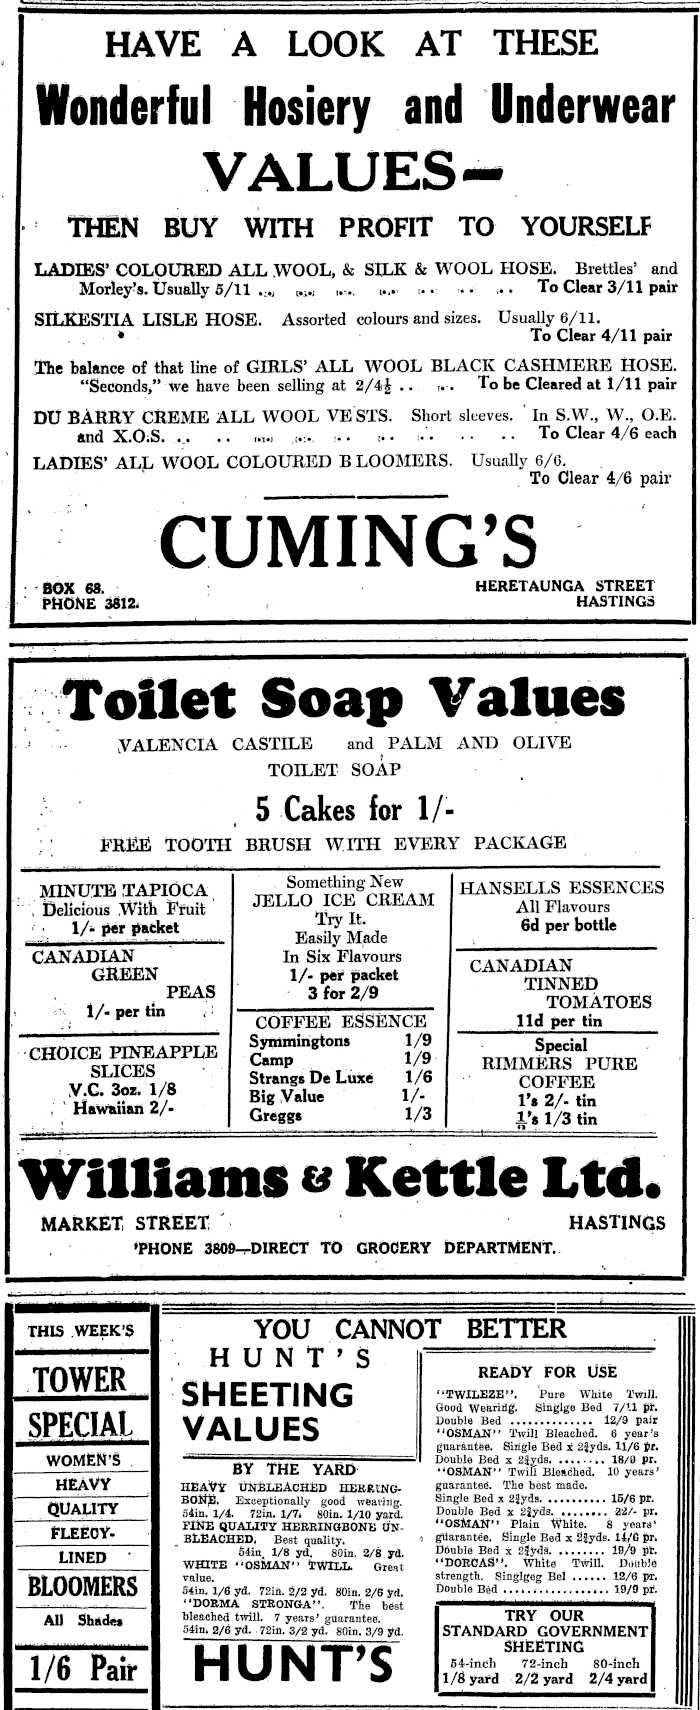 HAVE A LOOK AT THESE
Wonderful Hosiery and Underwear
VALUES—
THEN BUY WITH PROFIT TO YOURSELF
LADIES' COLOURED ALL WOOL, & SILK & WOOL HOSE. Brettles' and
Morley's. Usually 5/11 .. .. .. .. .. .. .. .. To Clear 3/11 pair
SILKESTIA LISLE HOSE. Assorted colours and sizes. Usually 6/11.
To Clear 4/11 pair
The balance of that line of GIRLS' ALL WOOL BLACK CASHMERE HOSE.
"Seconds," we have been selling at 2/4½ .. .. To be Cleared at 1/11 pair
DU BARRY CREME ALL WOOL VESTS. Short sleeves. In S.W., W., O.E.
and X.O.S. .. .. .. .. .. .. .. .. .. To Clear 4/6 each
LADIES' ALL WOOL COLOURED BLOOMERS. Usually 6/6.
To Clear 4/6 pair
CUMING'S
BOX 68.
PHONE 3812.
HERETAUNGA STREET
HASTINGS
Toilet Soap Values
VALENCIA CASTILE and PALM AND OLIVE
TOILET SOAP
5 Cakes for 1/-
FREE TOOTH BRUSH WITH EVERY PACKAGE
MINUTE TAPIOCA
Delicious With Fruit
1/- per packet
CANADIAN
GREEN
PEAS
1/- per tin
CHOICE PINEAPPLE
SLICES
V.C. 3oz. 1/8
Hawaiian 2/-
Something New
JELLO ICE CREAM
Try It.
Easily Made
In Six Flavours
1/- per packet
3 for 2/9
COFFEE ESSENCE
Symmingtons 1/9
Camp 1/9
Strangs De Luxe 1/6
Big Value 1/-
Greggs 1/3
HANSELLS ESSENCES
All Flavours
6d per bottle
CANADIAN
TINNED
TOMATOES
11d per tin
Special
RIMMERS PURE
COFFEE
1's 2/- tin
½'s 1/3 tin
Williams & Kettle Ltd.
MARKET STREET HASTINGS
'PHONE 3809—DIRECT TO GROCERY DEPARTMENT.
THIS WEEK'S
TOWER
SPECIAL
WOMEN'S
HEAVY
QUALITY
FLEECY-
LINED
BLOOMERS
All Shades
1/6 Pair
YOU CANNOT BETTER
HUNT'S
SHEETING
VALUES
BY THE YARD
HEAVY UNBLEACHED HERRING-
BONE. Exceptionally good wearing.
54in. 1/4. 72in. 1/7. 80in. 1/10 yard.
FINE QUALITY HERRINGBONE UN-
BLEACHED. Best quality.
54in. 1/8 yd. 80in. 2/8 yd.
WHITE "OSMAN" TWILL. Great
value.
54in. 1/6 yd. 72in. 2/2 yd. 80in. 2/6 yd.
"DORMA STRONGA". The best
bleached twill. 7 years' guarantee.
54in. 2/6 yd. 72in. 3/2 yd. 80in. 3/9 yd.
HUNT'S
READY FOR USE
"TWILEZE". Pure White Twill.
Good Wearing. Singlge Bed 7/11 pr.
Double Bed ............. 12/9 pair
"OSMAN" Twill Bleached. 6 year's
guarantee. Single Bed x 2¾yds. 11/6 pr.
Double Bed x 2¾yds. ........ 18/9 pr.
"OSMAN" Twill Bleached. 10 years'
guarantee. The best made.
Single Bed x 2¾yds. .......... 15/6 pr.
Double Bed x 2¾yds. ........ 22/- pr.
"OSMAN" Plain White. 8 years'
guarantee. Single Bed x 2¾yds. 14/6 pr.
Double Bed x 2¾yds. ....... 19/9 pr.
"DORCAS". White Twill. Double
strength. Singlgeg Bel ...... 12/6 pr.
Double Bed ................. 19/9 pr.
TRY OUR
STANDARD GOVERNMENT
SHEETING
54-inch 72-inch 80-inch
1/8 yard 2/2 yard 2/4 yard